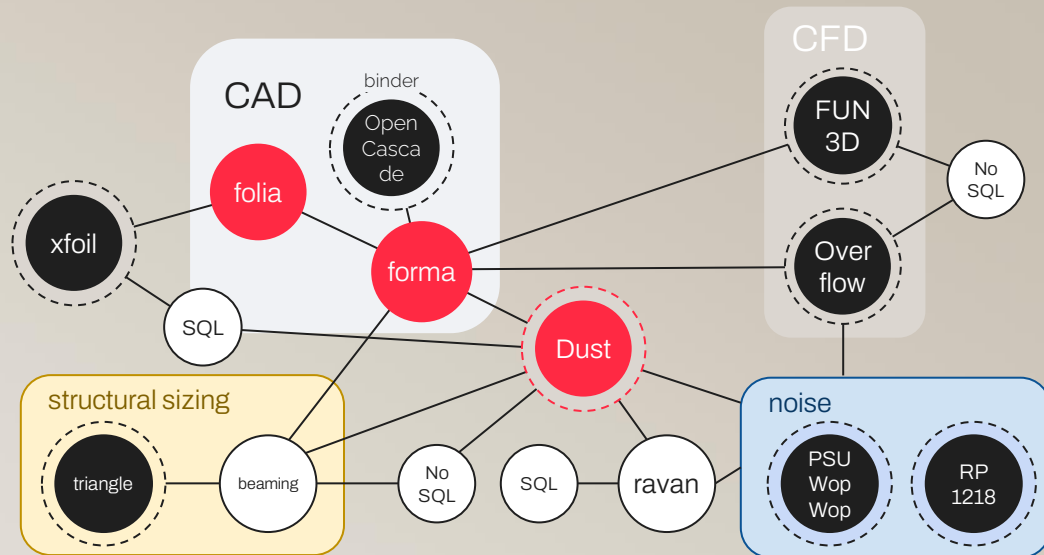 CFD
CAD
binder
Open
Casca
de
FUN
3D
No
SQL
folia
xfoil
forma
Over
flow
SQL
Dust
structural sizing
noise
triangle
beaming
No
SQL
SQL
ravan
PSU
Wop
Wop
RP
1218